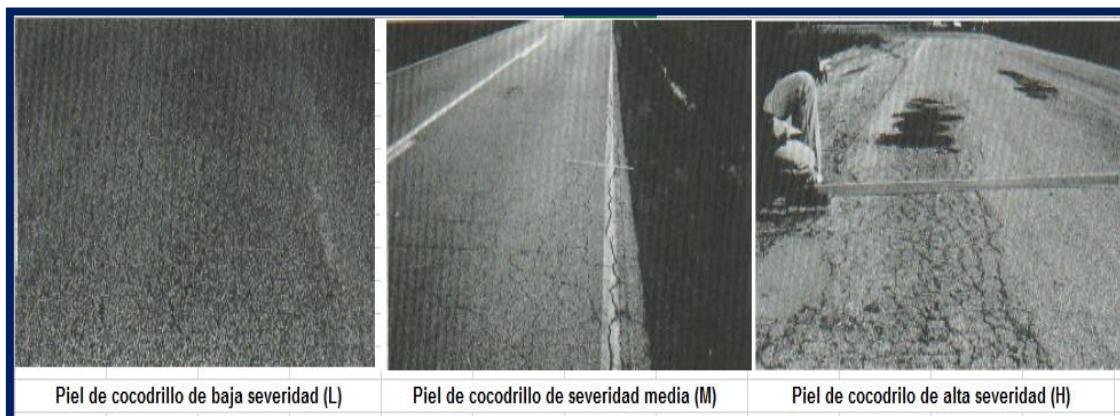 Piel de cocodrillo de baja severidad (L)
Piel de cocodrillo de severidad media (M)
Piel de cocodrilo de alta severidad (H)